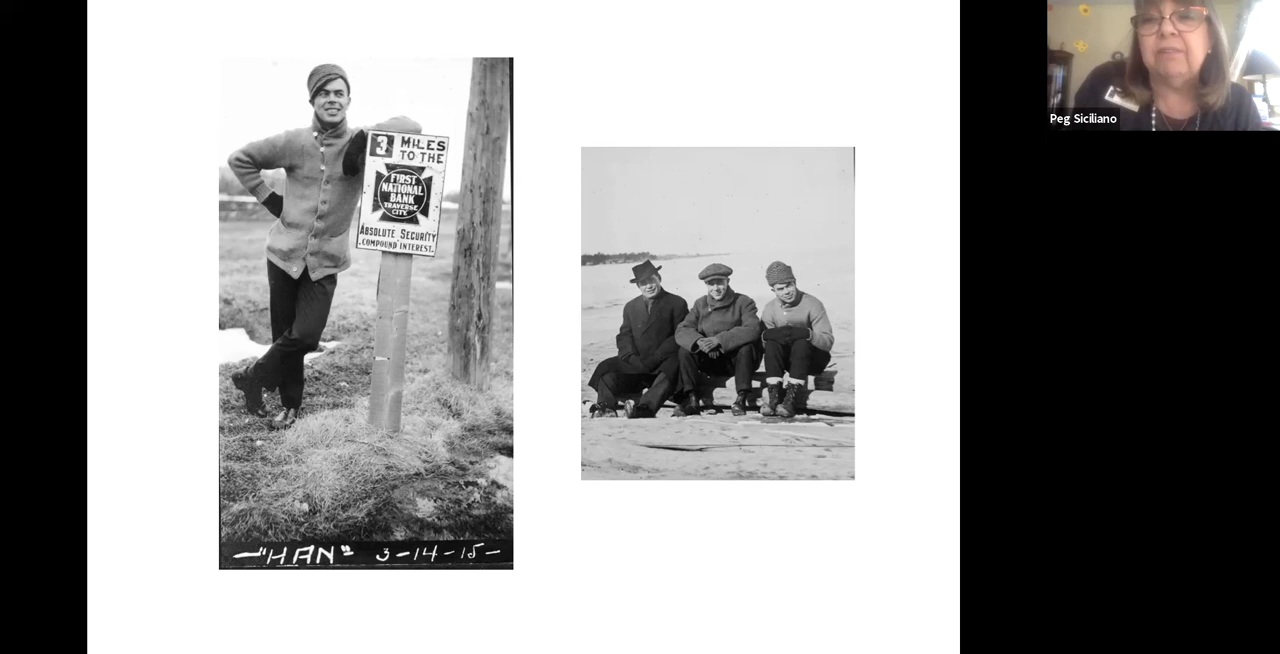 3 MILES
TO THE
FIRST
NATIONAL
BANK
TRAVERSE
CITY
ABSOLUTE SECURITY
COMPOUND INTEREST.
—"HAN" 3-14-15-
Peg Siciliano